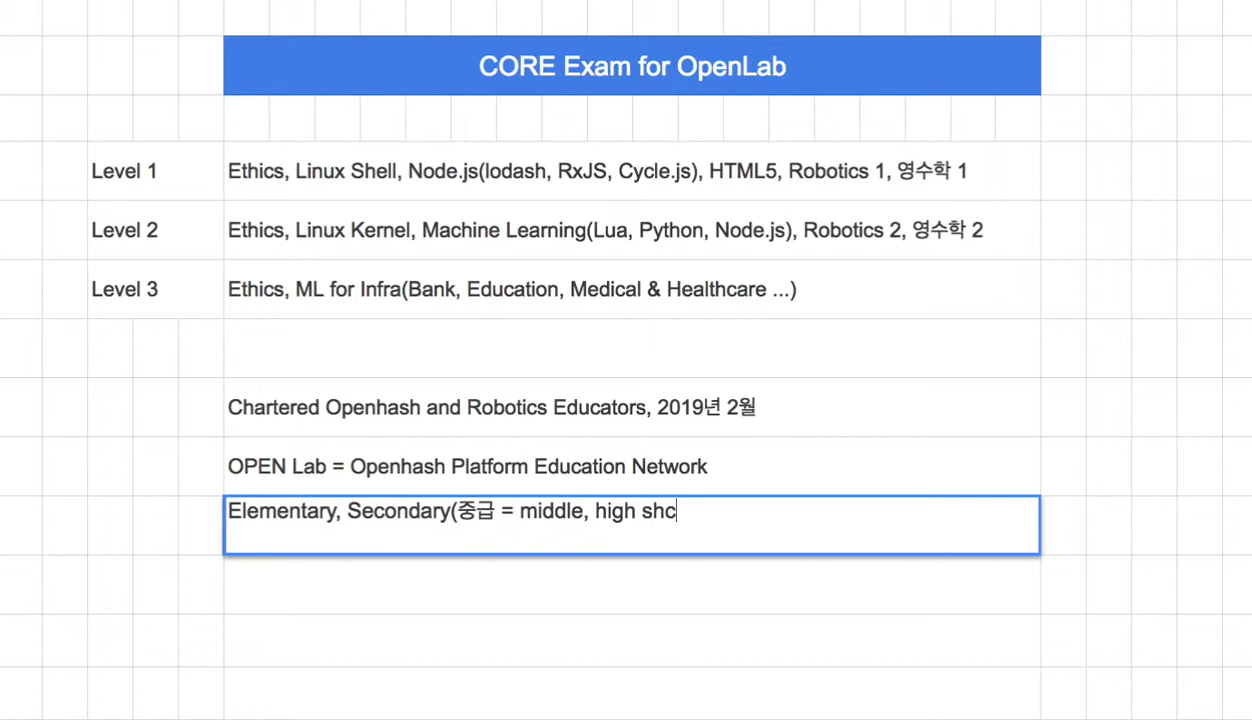 CORE Exam for OpenLab
Level 1 Ethics, Linux Shell, Node.js(lodash, RxJS, Cycle.js), HTML5, Robotics 1, 영수학 1
Level 2 Ethics, Linux Kernel, Machine Learning(Lua, Python, Node.js), Robotics 2, 영수학 2
Level 3 Ethics, ML for Infra(Bank, Education, Medical & Healthcare ...)
Chartered Openhash and Robotics Educators, 2019년 2월
OPEN Lab = Openhash Platform Education Network
Elementary, Secondary(중급 = middle, high shc